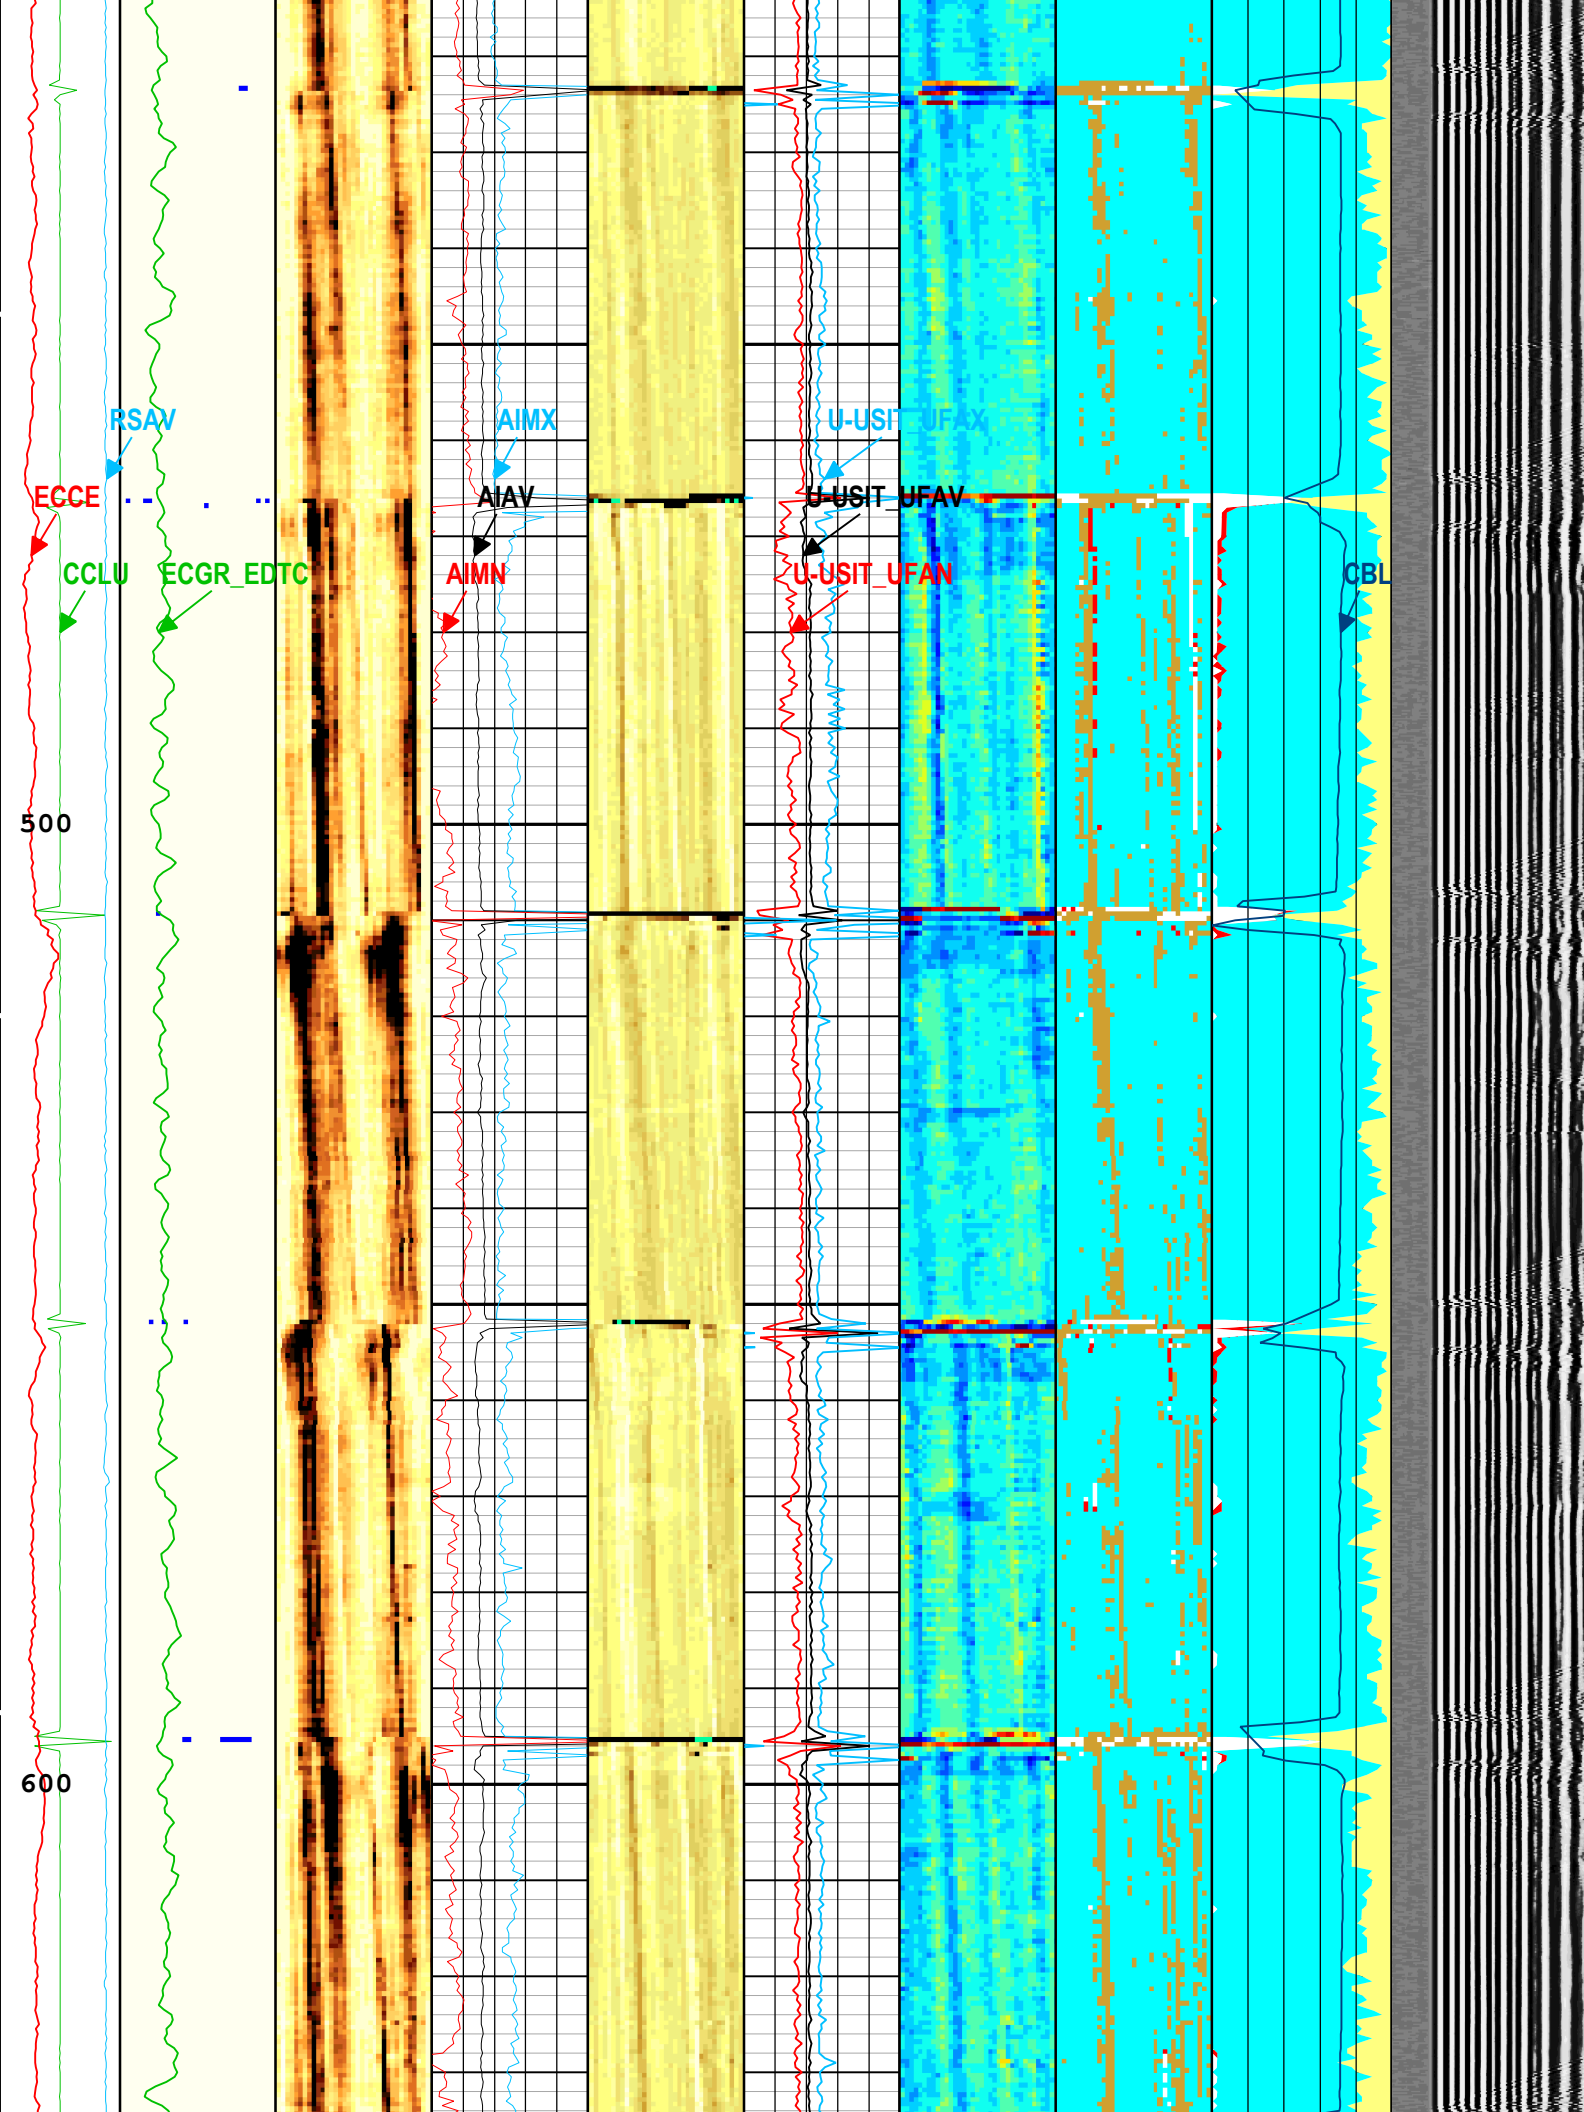 RSAV AIMX U-USIT_UFAX
ECCE AIAV U-USIT_UFAV
CCLU ECGR_EDTC AIMN U-USIT_UFAN CBL
500
600